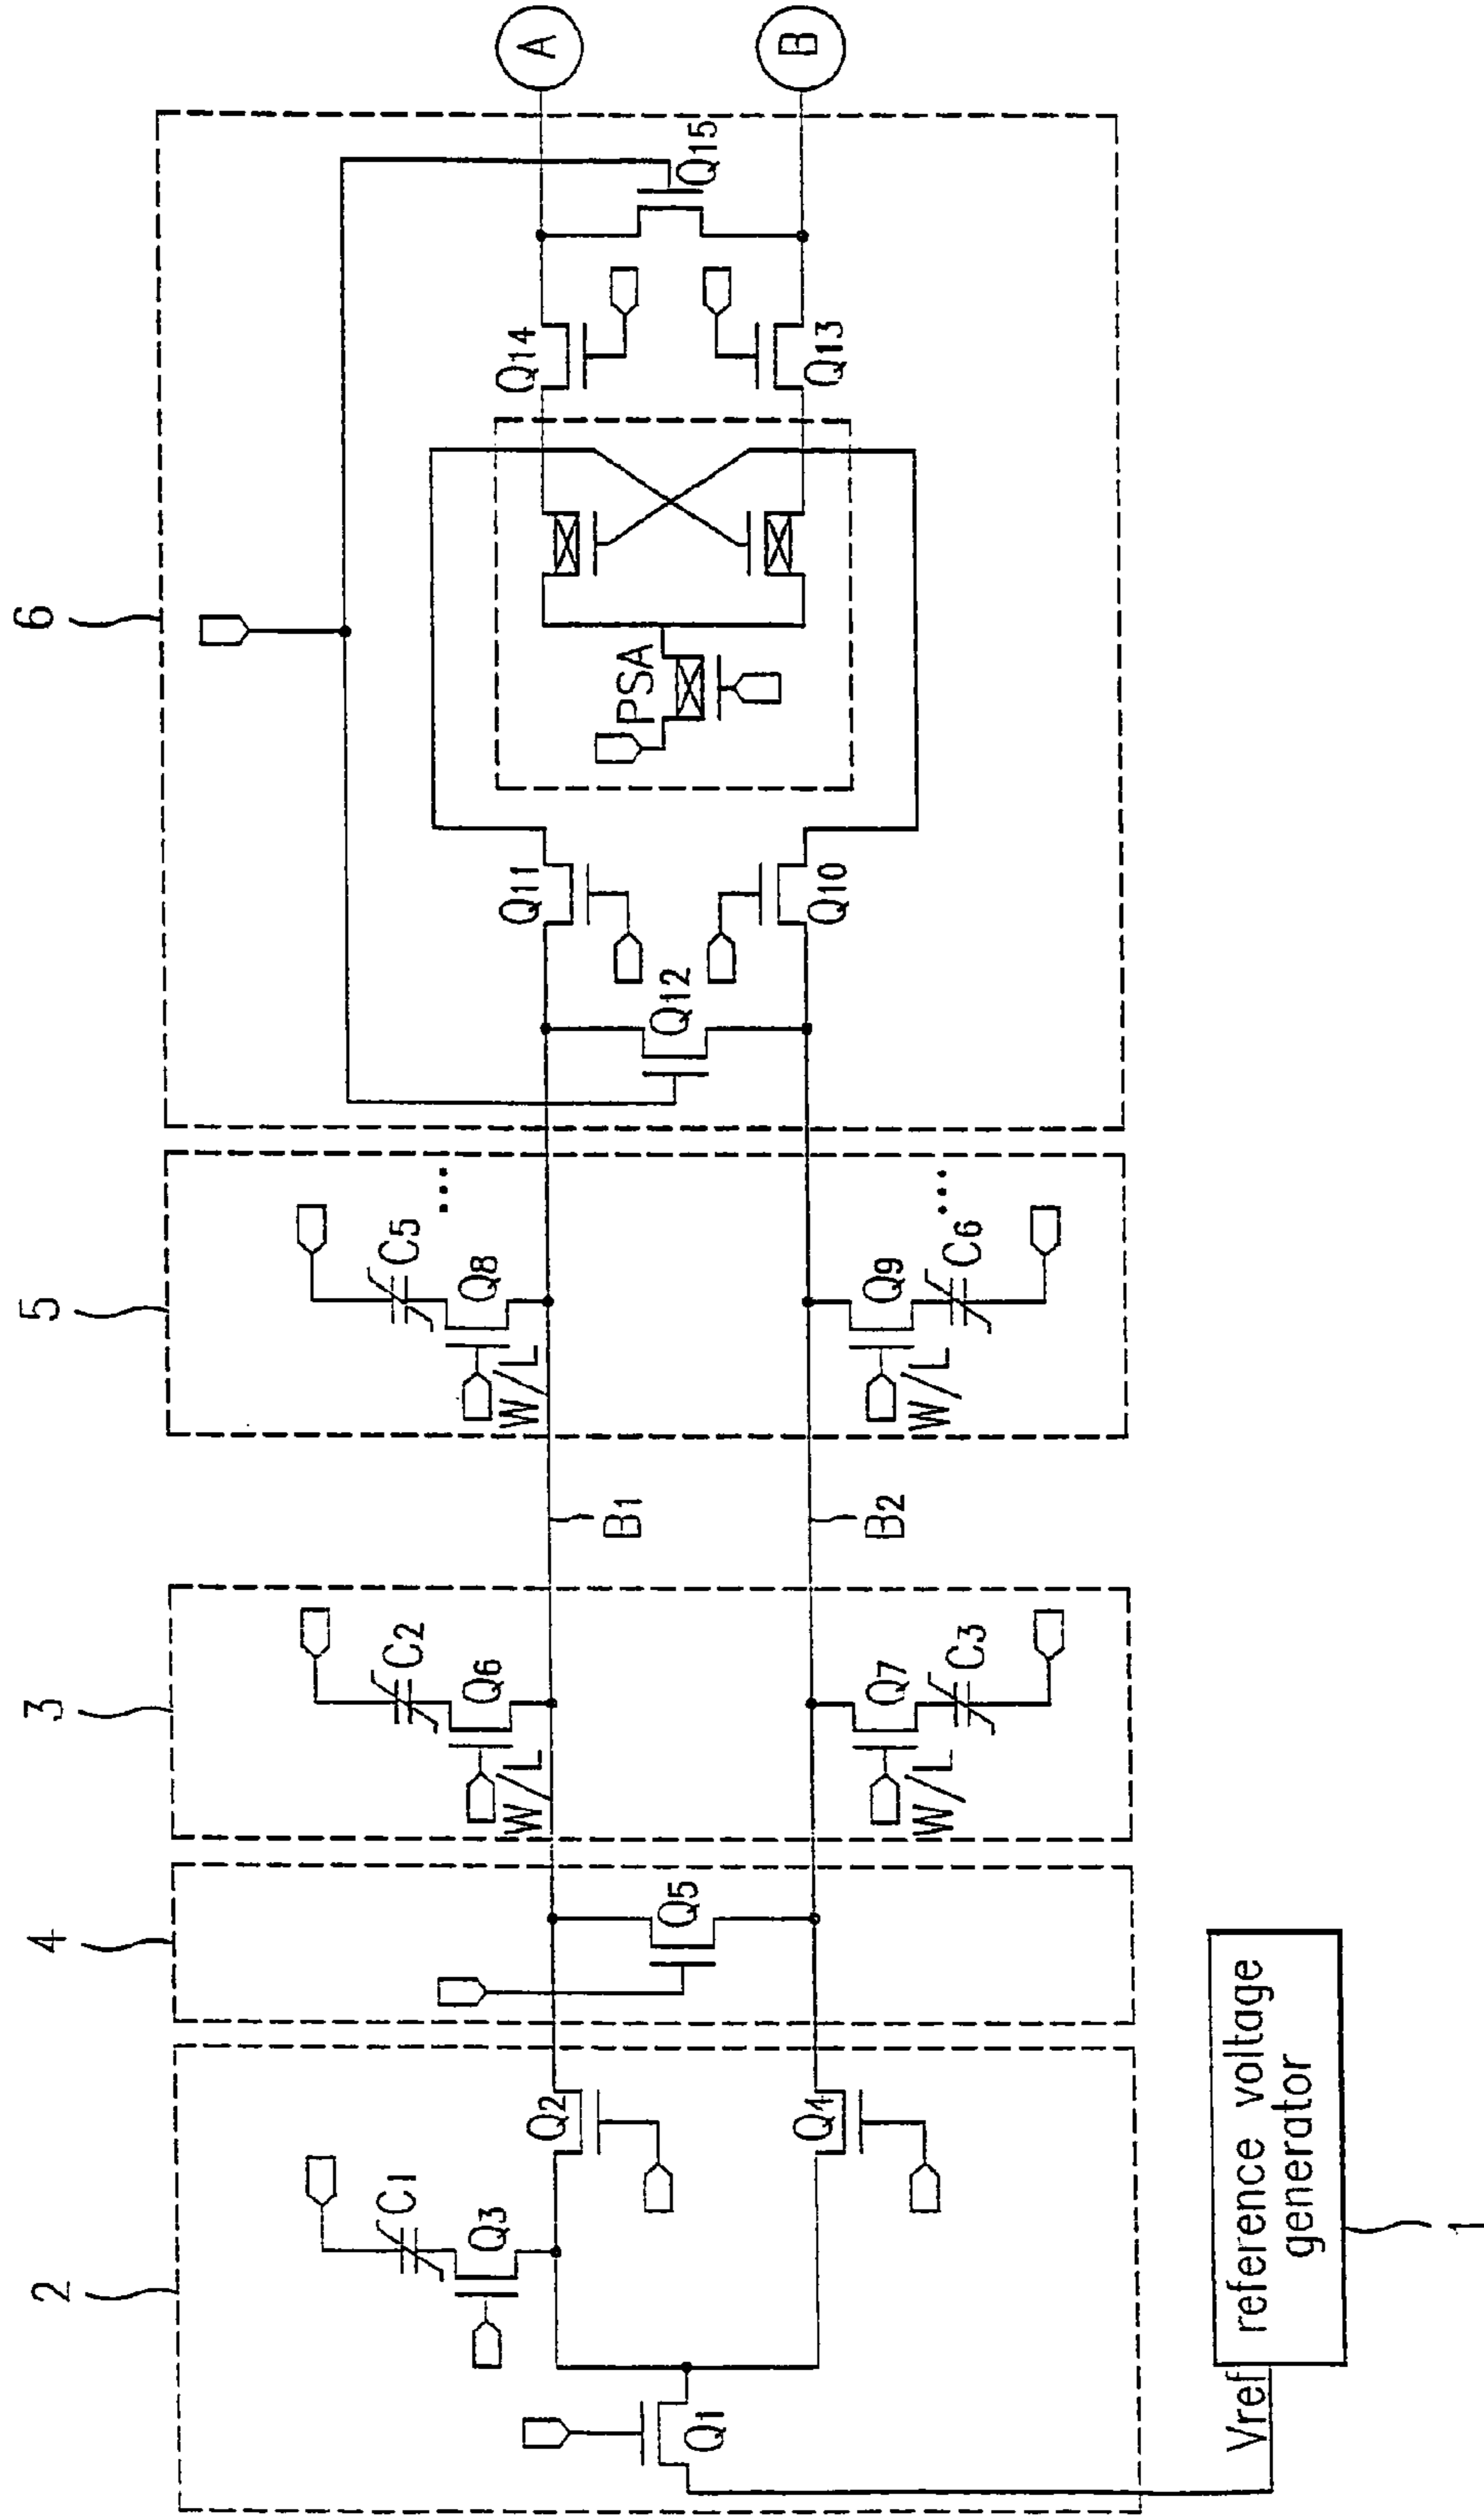 6
5
3
4
2
1
A
B
Q15
Q14
Q13
PSA
Q11
Q10
Q12
C5
Q8
W/L
Q9
C6
W/L
B1
B2
C2
Q6
W/L
Q7
C3
W/L
Q5
Q2
Q4
C1
Q3
Q1
Vref
reference voltage
generator